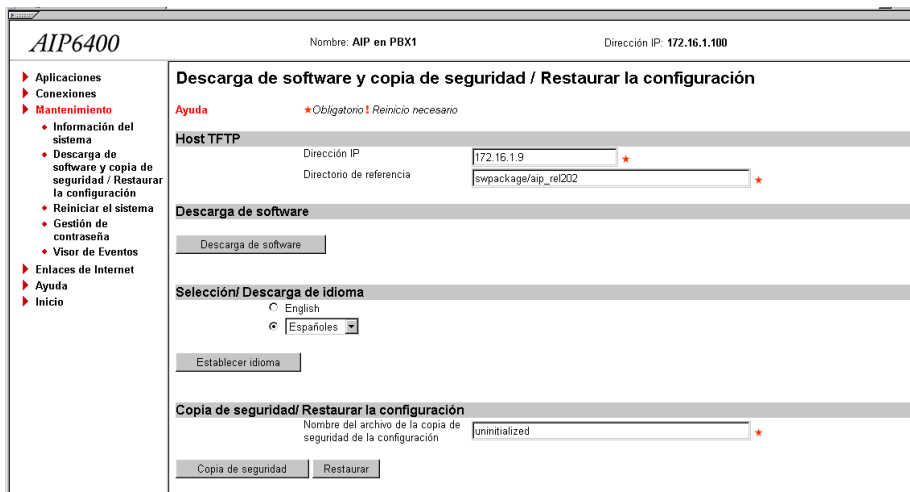 AIP6400
Nombre: AIP en PBX1
Dirección IP: 172.16.1.100
Aplicaciones
Conexiones
Mantenimiento
Información del
sistema
Descarga de
software y copia de
seguridad / Restaurar
la configuración
Reiniciar el sistema
Gestión de
contraseña
Visor de Eventos
Enlaces de Internet
Ayuda
Inicio
Descarga de software y copia de seguridad / Restaurar la configuración
Ayuda
★Obligatorio ! Reinicio necesario
Host TFTP
Dirección IP
172.16.1.9 ★
Directorio de referencia
swpackage/aip_rel202 ★
Descarga de software
Descarga de software
Selección/ Descarga de idioma
English
Españoles
Establecer idioma
Copia de seguridad/ Restaurar la configuración
Nombre del archivo de la copia de
seguridad de la configuración
uninitialized ★
Copia de seguridad
Restaurar